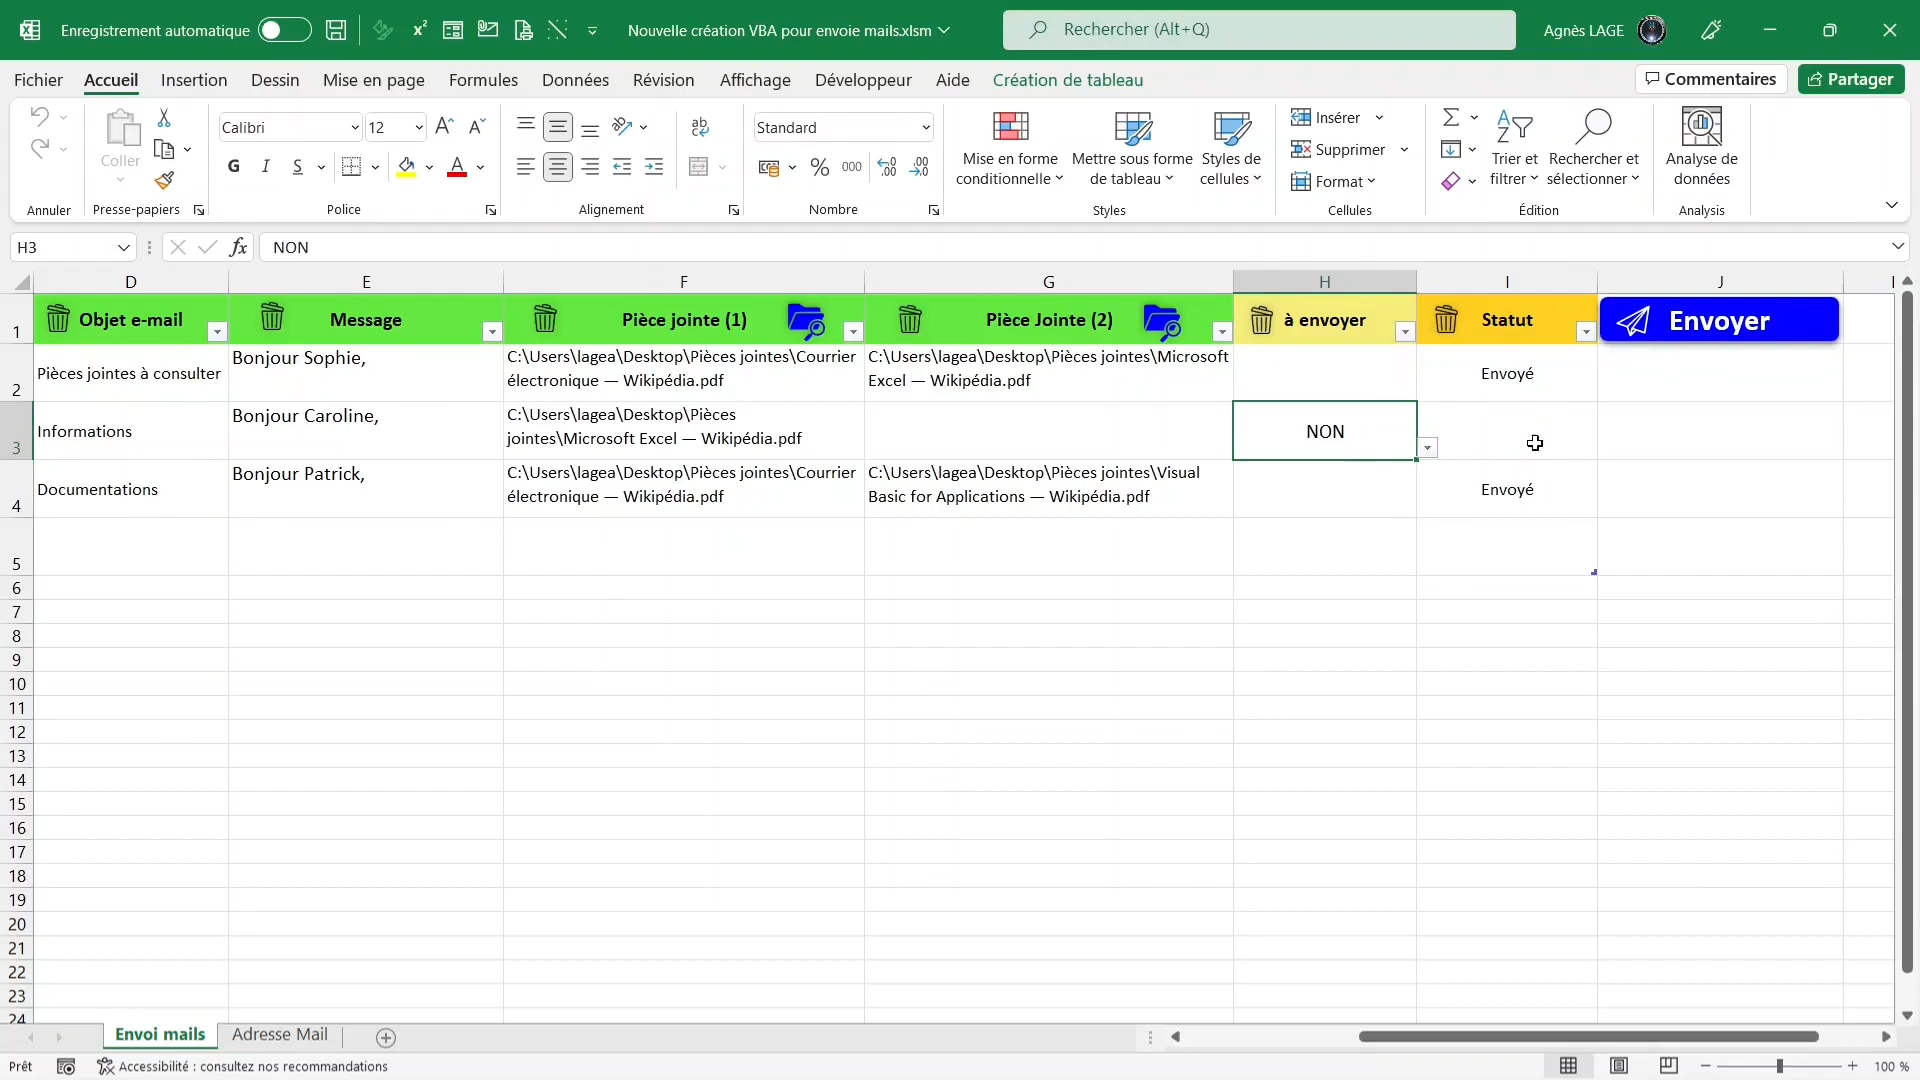 Enregistrement automatique
Nouvelle création VBA pour envoie mails.xlsm
Rechercher (Alt+Q)
Agnès LAGE
Fichier
Accueil
Insertion
Dessin
Mise en page
Formules
Données
Révision
Affichage
Développeur
Aide
Création de tableau
Commentaires
Partager
Coller
Calibri
12
Standard
G I S
% 000
Mise en forme
conditionnelle
Mettre sous forme
de tableau
Styles de
cellules
Insérer
Supprimer
Format
Trier et
filtrer
Rechercher et
sélectionner
Analyse de
données
Annuler
Presse-papiers
Police
Alignement
Nombre
Styles
Cellules
Édition
Analysis
H3
fx
NON
D E F G H I J
1
Objet e-mail
Message
Pièce jointe (1)
Pièce Jointe (2)
à envoyer
Statut
Envoyer
2
Pièces jointes à consulter
Bonjour Sophie,
C:\Users\lagea\Desktop\Pièces jointes\Courrier
électronique — Wikipédia.pdf
C:\Users\lagea\Desktop\Pièces jointes\Microsoft
Excel — Wikipédia.pdf
Envoyé
3
Informations
Bonjour Caroline,
C:\Users\lagea\Desktop\Pièces
jointes\Microsoft Excel — Wikipédia.pdf
NON
4
Documentations
Bonjour Patrick,
C:\Users\lagea\Desktop\Pièces jointes\Courrier
électronique — Wikipédia.pdf
C:\Users\lagea\Desktop\Pièces jointes\Visual
Basic for Applications — Wikipédia.pdf
Envoyé
5
6
7
8
9
10
11
12
13
14
15
16
17
18
19
20
21
22
23
24
Envoi mails
Adresse Mail
Prêt
Accessibilité : consultez nos recommandations
100 %